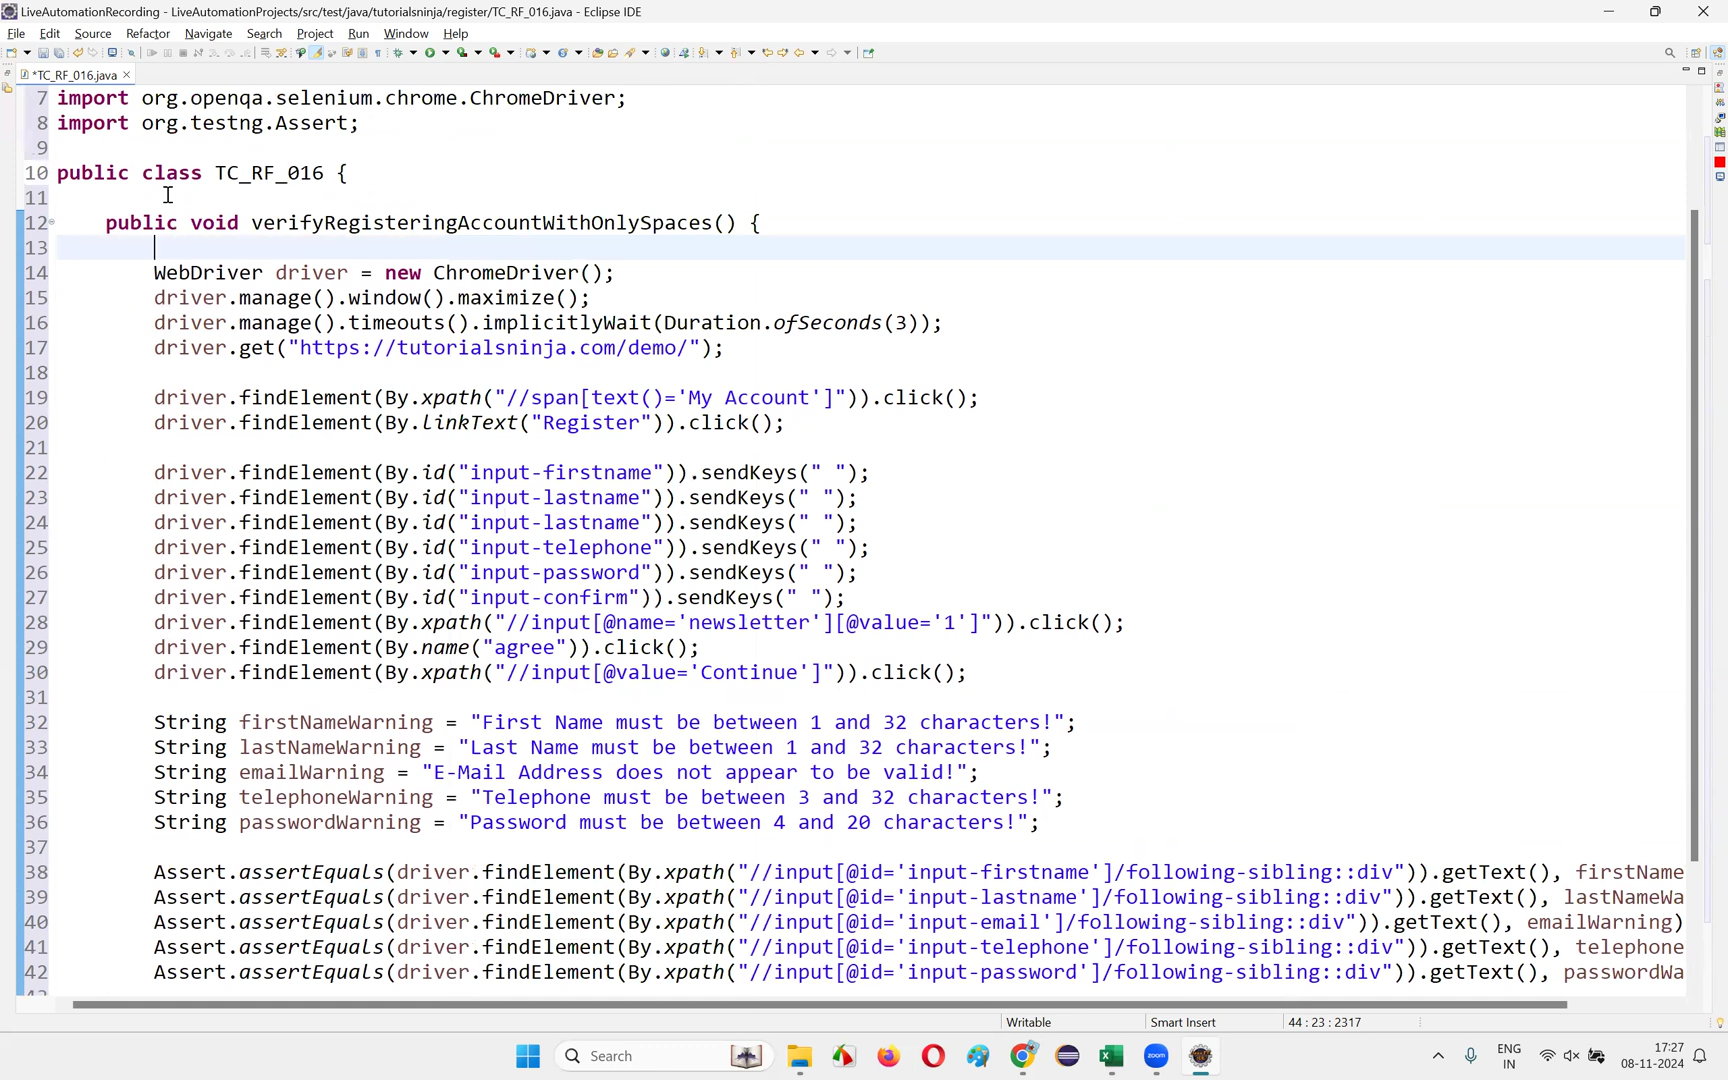 LiveAutomationRecording - LiveAutomationProjects/src/test/java/tutorialsninja/register/TC_RF_016.java - Eclipse IDE
File Edit Source Refactor Navigate Search Project Run Window Help
*TC_RF_016.java
7 import org.openqa.selenium.chrome.ChromeDriver;
8 import org.testng.Assert;
9
10 public class TC_RF_016 {
11
12 public void verifyRegisteringAccountWithOnlySpaces() {
13
14 WebDriver driver = new ChromeDriver();
15 driver.manage().window().maximize();
16 driver.manage().timeouts().implicitlyWait(Duration.ofSeconds(3));
17 driver.get("https://tutorialsninja.com/demo/");
18
19 driver.findElement(By.xpath("//span[text()='My Account']")).click();
20 driver.findElement(By.linkText("Register")).click();
21
22 driver.findElement(By.id("input-firstname")).sendKeys(" ");
23 driver.findElement(By.id("input-lastname")).sendKeys(" ");
24 driver.findElement(By.id("input-lastname")).sendKeys(" ");
25 driver.findElement(By.id("input-telephone")).sendKeys(" ");
26 driver.findElement(By.id("input-password")).sendKeys(" ");
27 driver.findElement(By.id("input-confirm")).sendKeys(" ");
28 driver.findElement(By.xpath("//input[@name='newsletter'][@value='1']")).click();
29 driver.findElement(By.name("agree")).click();
30 driver.findElement(By.xpath("//input[@value='Continue']")).click();
31
32 String firstNameWarning = "First Name must be between 1 and 32 characters!";
33 String lastNameWarning = "Last Name must be between 1 and 32 characters!";
34 String emailWarning = "E-Mail Address does not appear to be valid!";
35 String telephoneWarning = "Telephone must be between 3 and 32 characters!";
36 String passwordWarning = "Password must be between 4 and 20 characters!";
37
38 Assert.assertEquals(driver.findElement(By.xpath("//input[@id='input-firstname']/following-sibling::div")).getText(), firstName
39 Assert.assertEquals(driver.findElement(By.xpath("//input[@id='input-lastname']/following-sibling::div")).getText(), lastNameWa
40 Assert.assertEquals(driver.findElement(By.xpath("//input[@id='input-email']/following-sibling::div")).getText(), emailWarning)
41 Assert.assertEquals(driver.findElement(By.xpath("//input[@id='input-telephone']/following-sibling::div")).getText(), telephone
42 Assert.assertEquals(driver.findElement(By.xpath("//input[@id='input-password']/following-sibling::div")).getText(), passwordWa
Writable Smart Insert 44 : 23 : 2317
Search
ENG
IN
17:27
08-11-2024